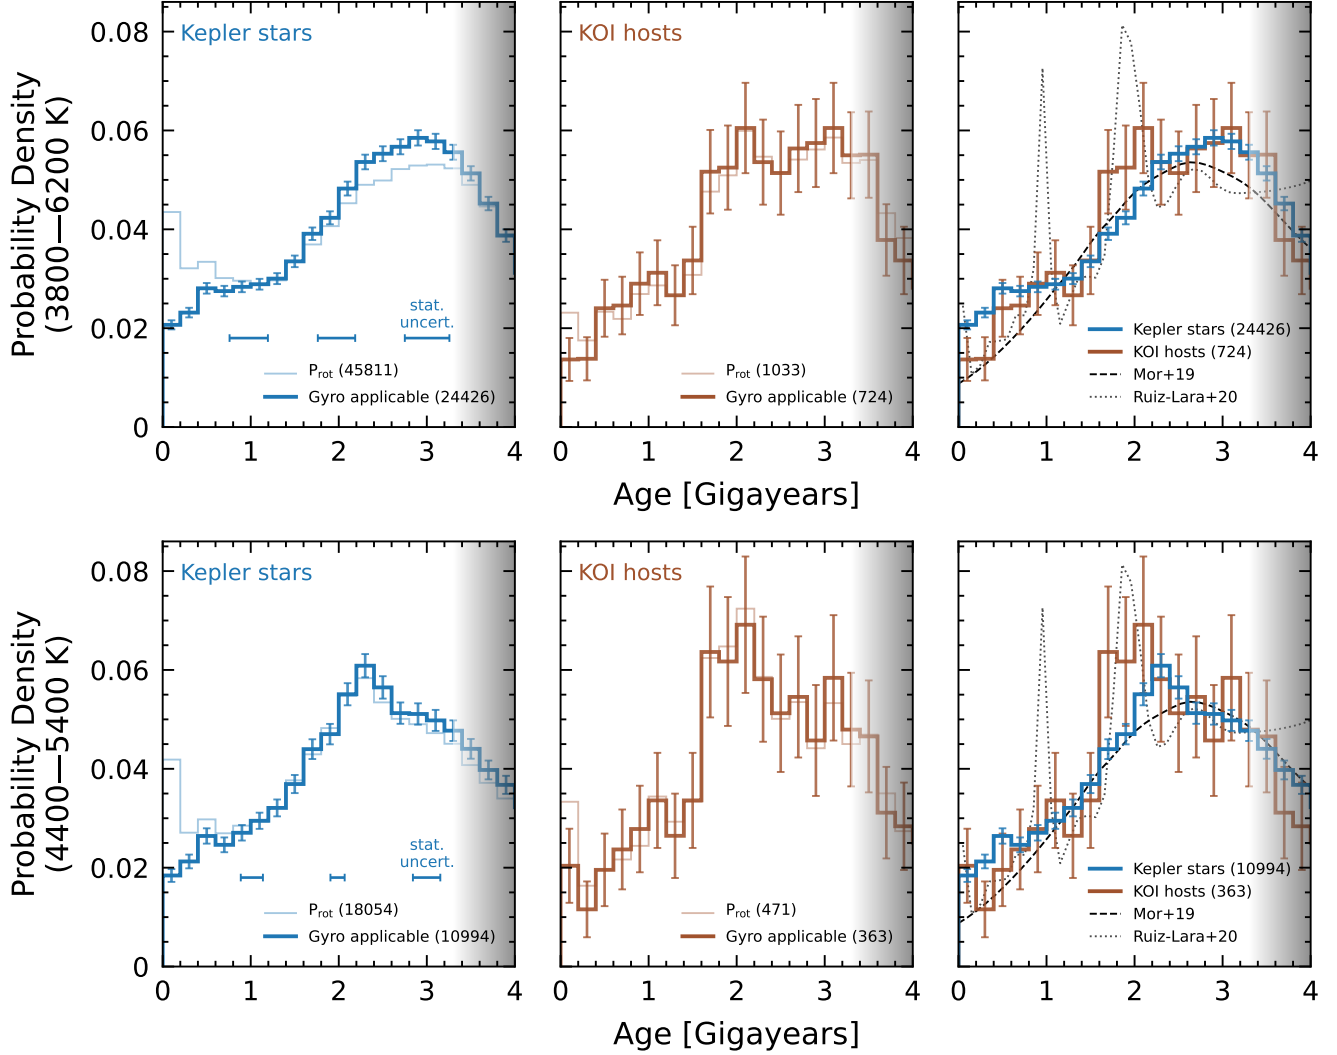 Probability Density
(3800—6200 K)
0.08
0.06
0.04
0.02
0
Kepler stars
stat.
uncert.
Prot (45811)
Gyro applicable (24426)
0 1 2 3 4
KOI hosts
Prot (1033)
Gyro applicable (724)
0 1 2 3 4
Kepler stars (24426)
KOI hosts (724)
Mor+19
Ruiz-Lara+20
0 1 2 3 4
Age [Gigayears]
Probability Density
(4400—5400 K)
0.08
0.06
0.04
0.02
0
Kepler stars
stat.
uncert.
Prot (18054)
Gyro applicable (10994)
0 1 2 3 4
KOI hosts
Prot (471)
Gyro applicable (363)
0 1 2 3 4
Kepler stars (10994)
KOI hosts (363)
Mor+19
Ruiz-Lara+20
0 1 2 3 4
Age [Gigayears]